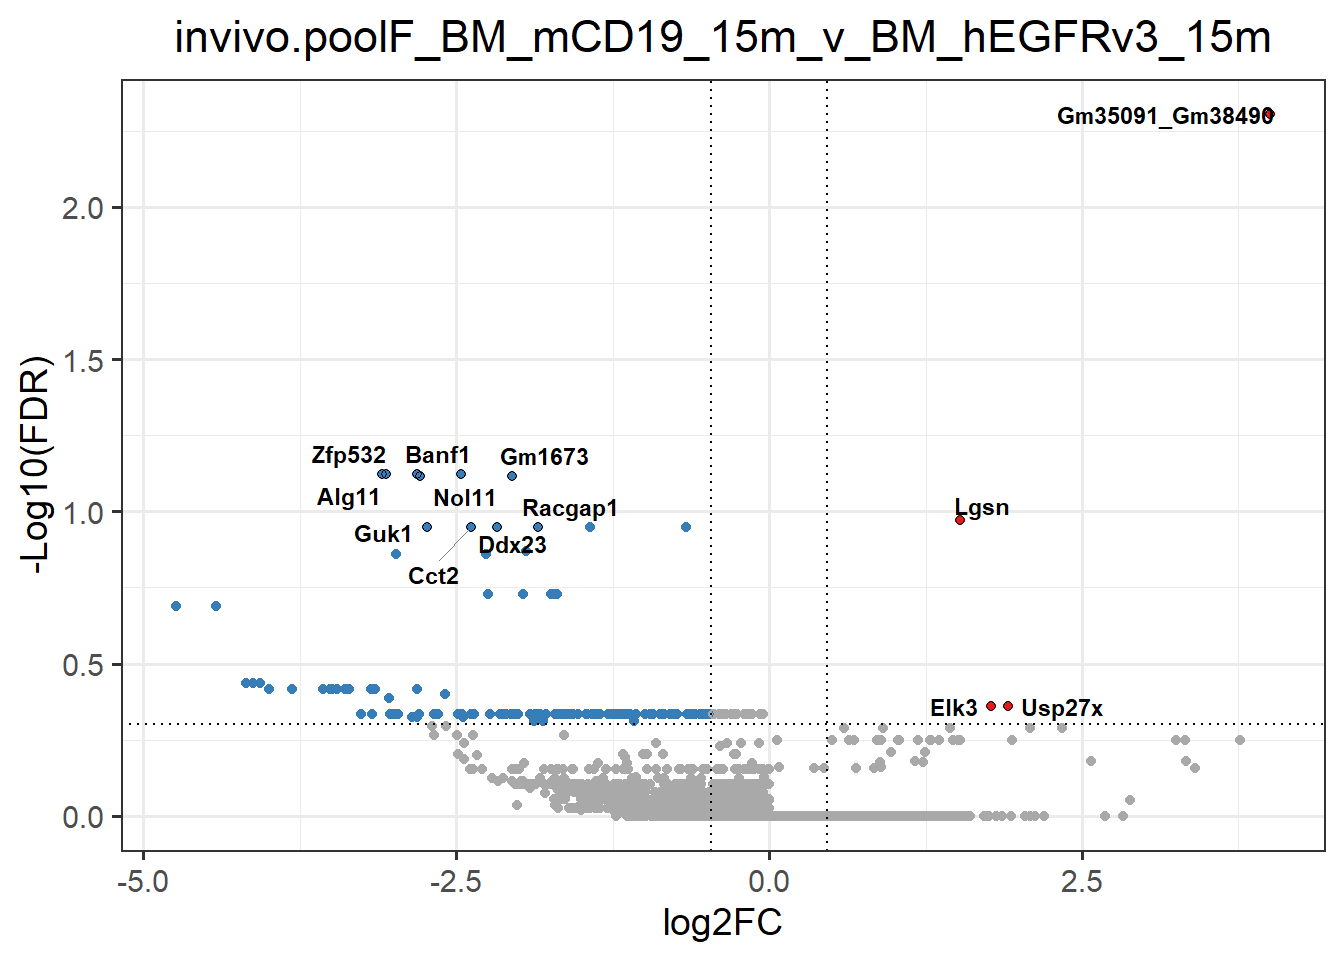 invivo.poolF_BM_mCD19_15m_v_BM_hEGFRv3_15m
Gm35091_Gm38490
2.0
1.5
Zfp532 Banf1 Gm1673
Alg11 Nol11 Racgap1 Lgsn
1.0
Guk1 Ddx23
Cct2
0.5
Elk3 Usp27x
0.0
-5.0 -2.5 0.0 2.5
log2FC
-Log10(FDR)